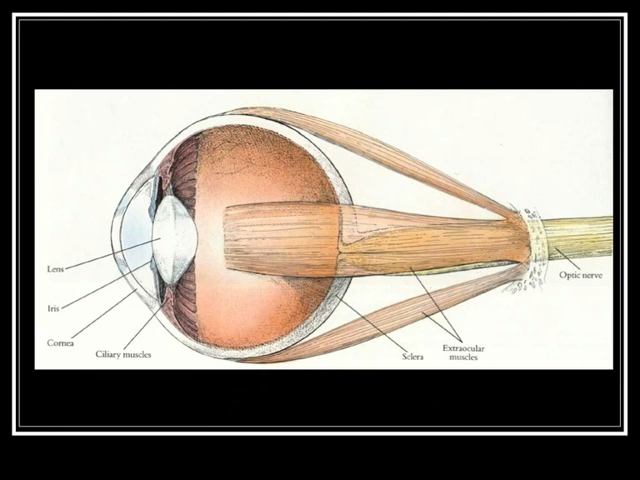 Lens
Iris
Cornea
Ciliary muscles
Sclera
Extraocular
muscles
Optic nerve